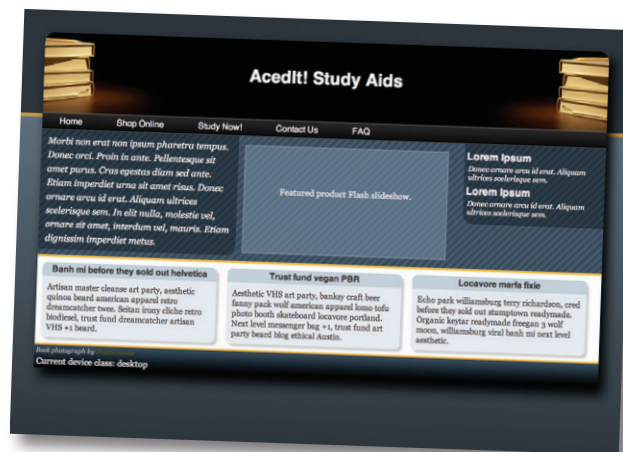 AcedIt! Study Aids
Home Shop Online Study Now! Contact Us FAQ
Morbi non erat non ipsum pharetra tempus.
Donec orci. Proin in ante. Pellentesque sit
amet purus. Cras egestas diam sed ante.
Etiam imperdiet urna sit amet risus. Donec
ornare arcu id erat. Aliquam ultrices
scelerisque sem. In elit nulla, molestie vel,
ornare sit amet, interdum vel, mauris. Etiam
dignissim imperdiet metus.
Featured product Flash slideshow.
Lorem Ipsum
Donec ornare arcu id erat. Aliquam
ultrices scelerisque sem.
Lorem Ipsum
Donec ornare arcu id erat. Aliquam
ultrices scelerisque sem.
Banh mi before they sold out helvetica
Artisan master cleanse art party, aesthetic
quinoa beard american apparel retro
dreamcatcher twee. Seitan irony cliche retro
biodiesel, trust fund dreamcatcher artisan
VHS +1 beard.
Trust fund vegan PBR
Aesthetic VHS art party, banksy craft beer
fanny pack wolf american apparel lomo tofu
photo booth skateboard locavore portland.
Next level messenger bag +1, trust fund art
party beard blog ethical Austin.
Locavore marfa fixie
Echo park williamsburg terry richardson, cred
before they sold out stumptown readymade.
Organic keytar readymade freegan 3 wolf
moon, williamsburg viral banh mi next level
aesthetic.
Book photograph by
Current device class: desktop